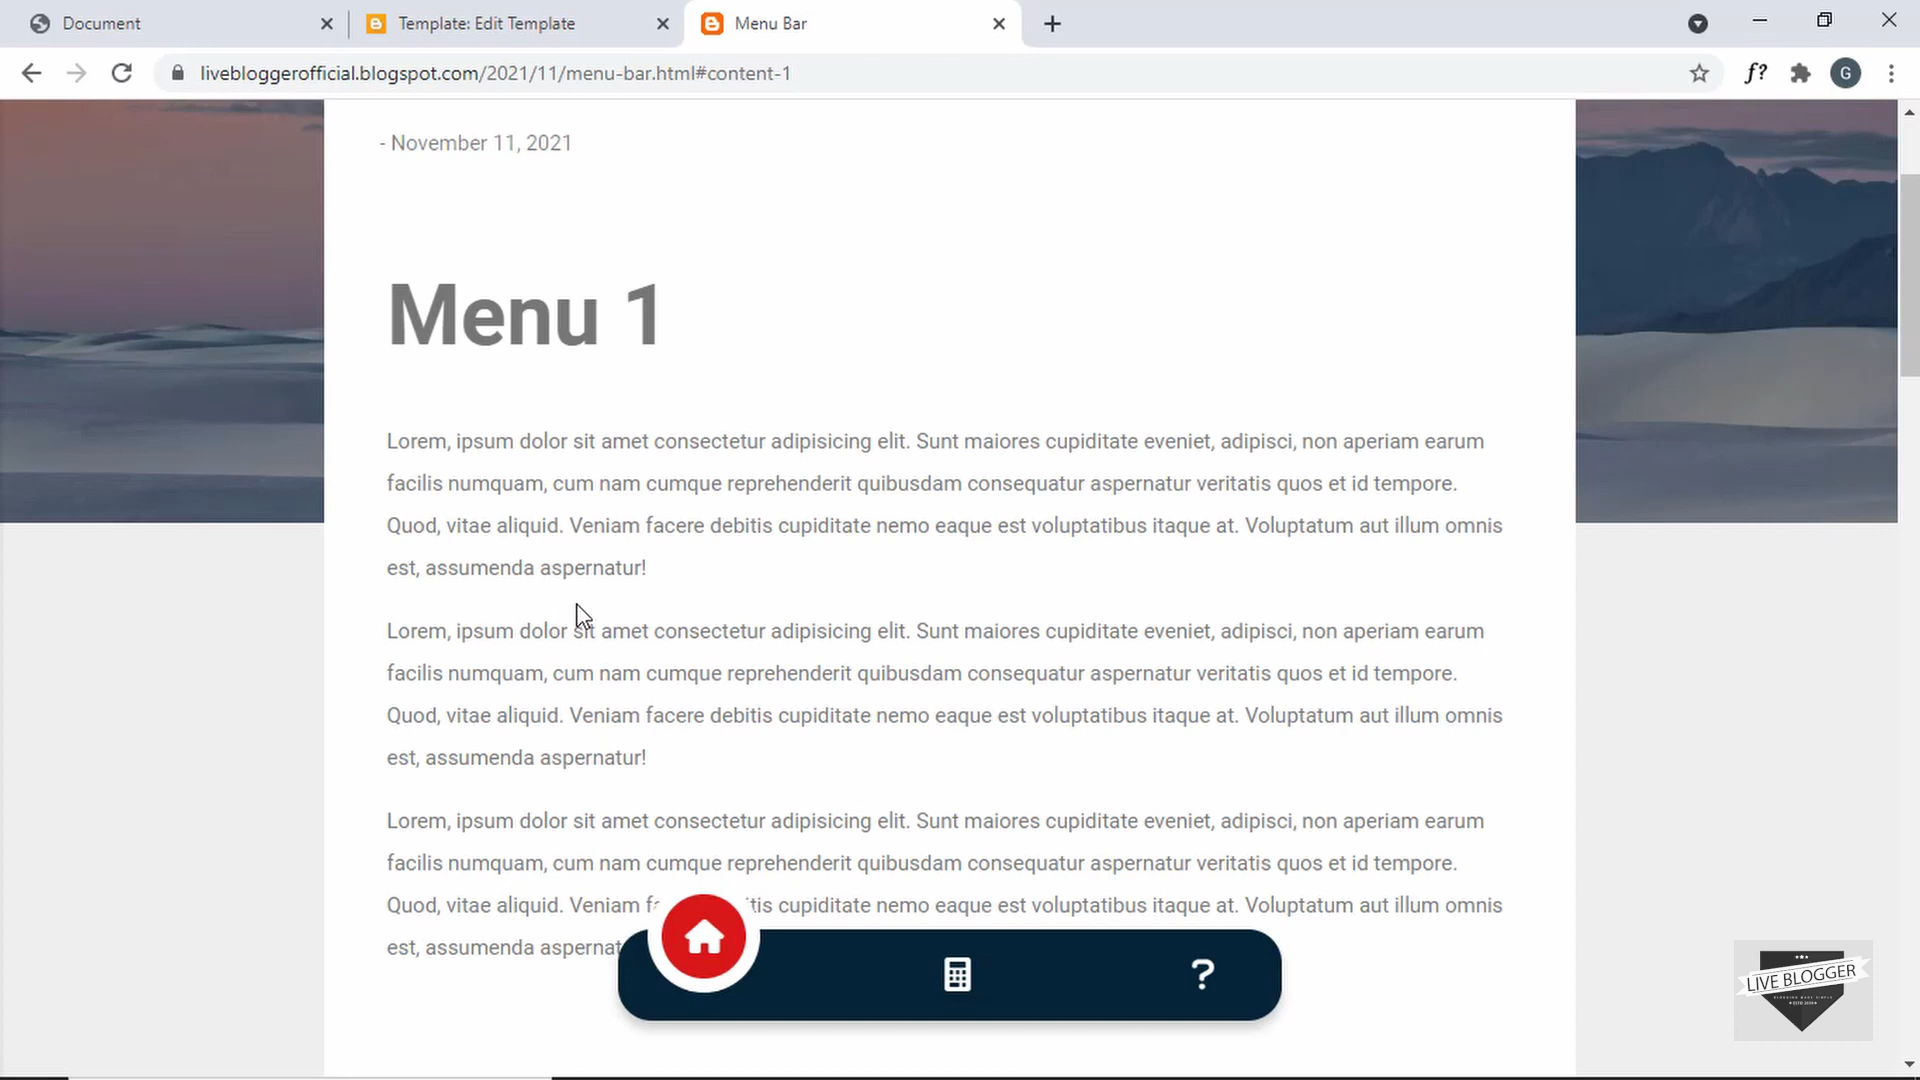 Document
Template: Edit Template
Menu Bar
livebloggerofficial.blogspot.com/2021/11/menu-bar.html#content-1
f?
G
- November 11, 2021
Menu 1
Lorem, ipsum dolor sit amet consectetur adipisicing elit. Sunt maiores cupiditate eveniet, adipisci, non aperiam earum
facilis numquam, cum nam cumque reprehenderit quibusdam consequatur aspernatur veritatis quos et id tempore.
Quod, vitae aliquid. Veniam facere debitis cupiditate nemo eaque est voluptatibus itaque at. Voluptatum aut illum omnis
est, assumenda aspernatur!
Lorem, ipsum dolor sit amet consectetur adipisicing elit. Sunt maiores cupiditate eveniet, adipisci, non aperiam earum
facilis numquam, cum nam cumque reprehenderit quibusdam consequatur aspernatur veritatis quos et id tempore.
Quod, vitae aliquid. Veniam facere debitis cupiditate nemo eaque est voluptatibus itaque at. Voluptatum aut illum omnis
est, assumenda aspernatur!
Lorem, ipsum dolor sit amet consectetur adipisicing elit. Sunt maiores cupiditate eveniet, adipisci, non aperiam earum
facilis numquam, cum nam cumque reprehenderit quibusdam consequatur aspernatur veritatis quos et id tempore.
Quod, vitae aliquid. Veniam cupiditate nemo eaque est voluptatibus itaque at. Voluptatum aut illum omnis
est, assumenda
?
LIVE BLOGGER